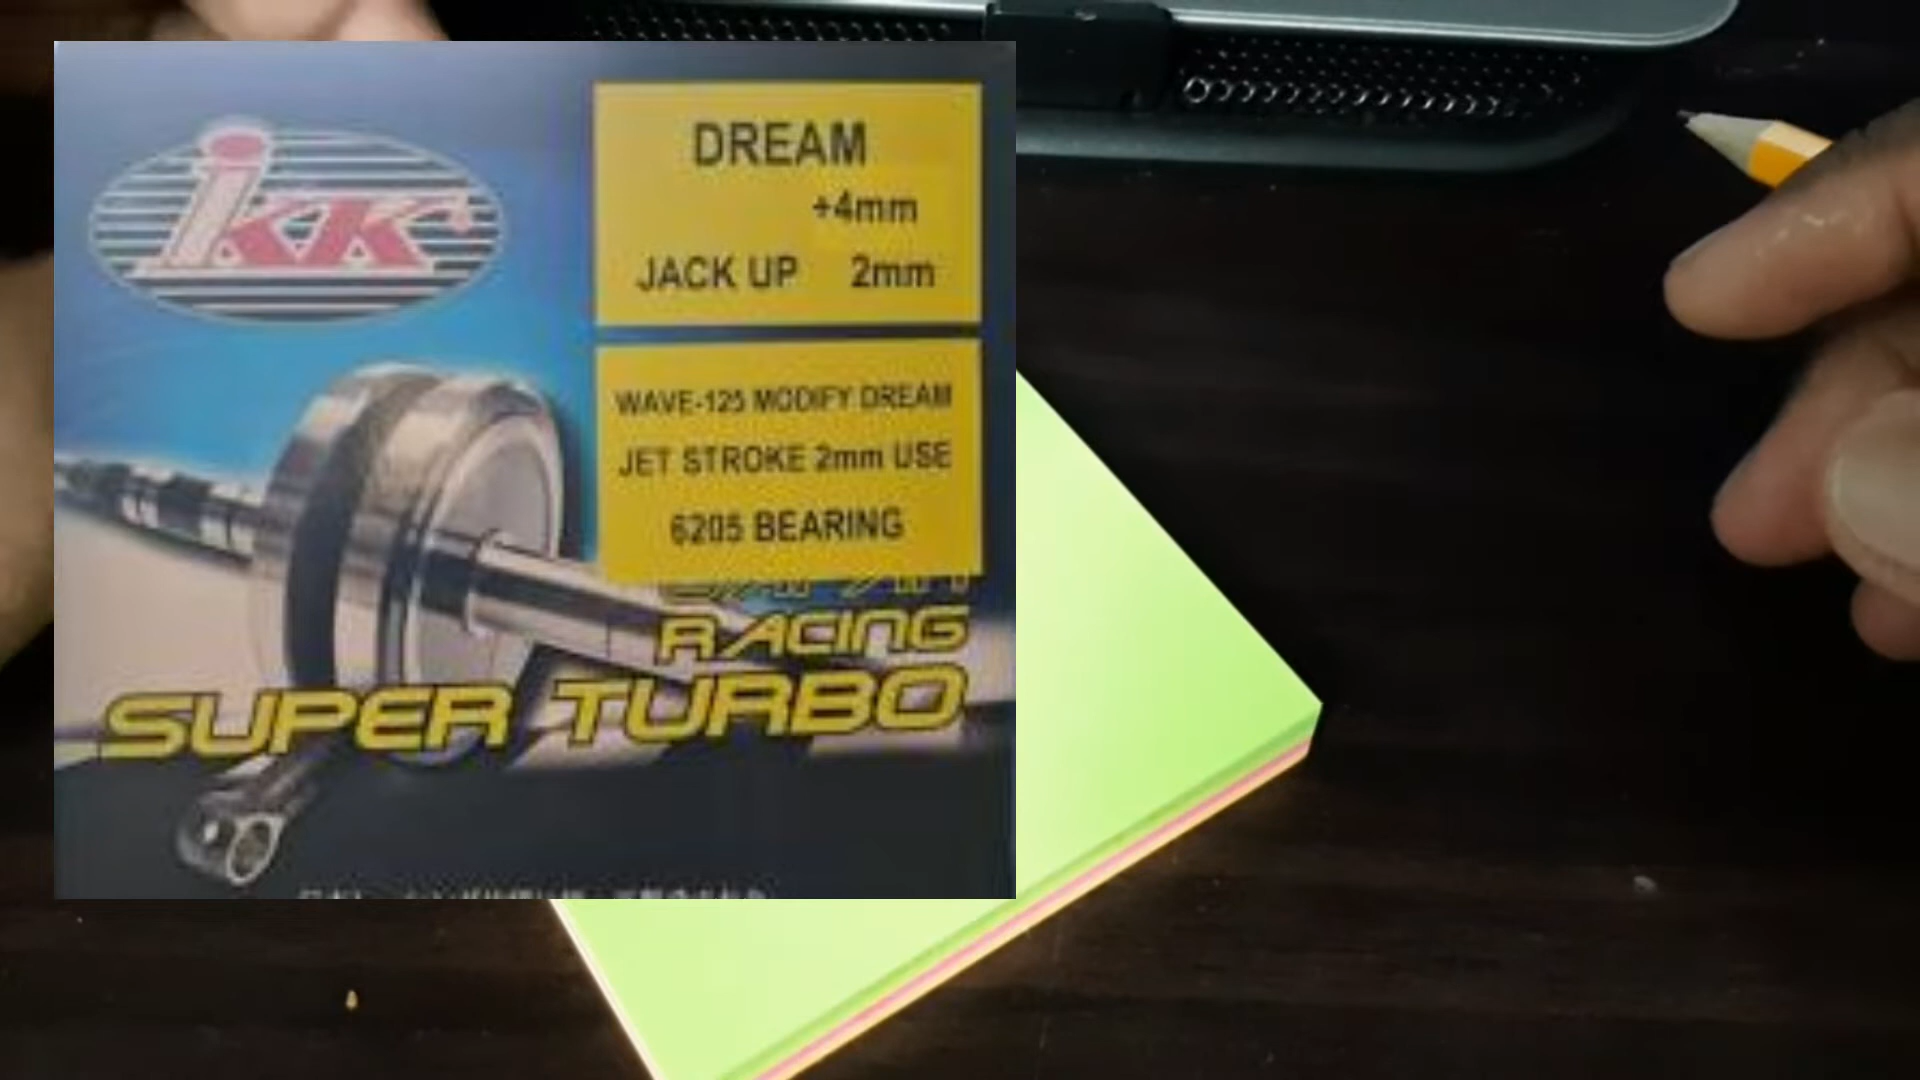 ikk
DREAM
+4mm
JACK UP 2mm
WAVE-125 MODIFY DREAM
JET STROKE 2mm USE
6205 BEARING
RACING
SUPER TURBO